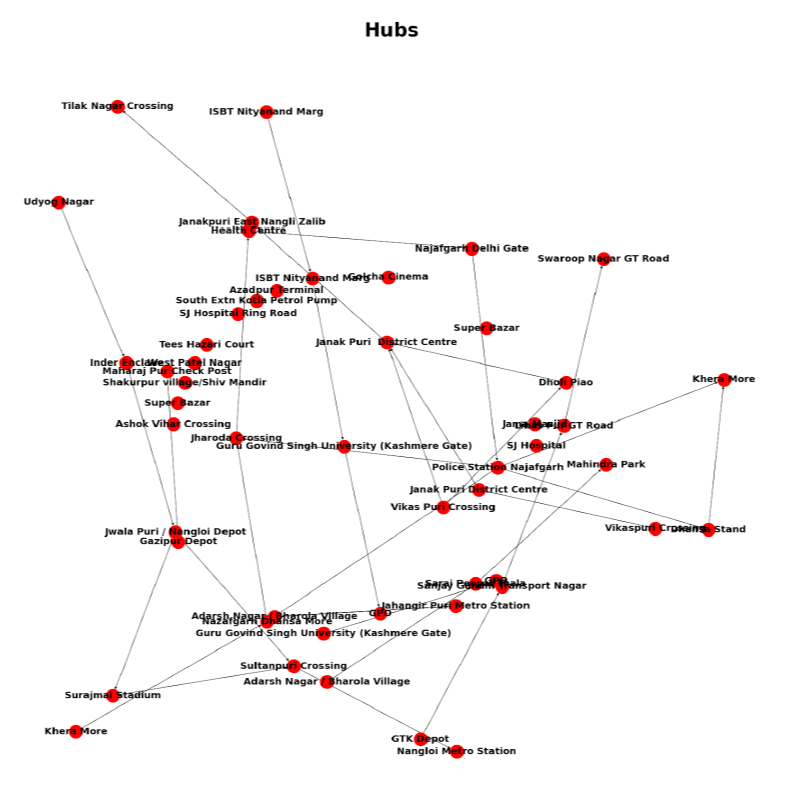 Hubs
Tilak Nagar Crossing
ISBT Nityanand Marg
Udyog Nagar
Janakpuri East Nangli Zalib
Health Centre
Najafgarh Delhi Gate
Swaroop Nagar GT Road
ISBT Nityanand Marg
Golcha Cinema
Azadpur Terminal
South Extn Kotla Petrol Pump
SJ Hospital Ring Road
Super Bazar
Janak Puri District Centre
Tees Hazari Court
Inder Enclave
West Patel Nagar
Maharaj Pur Check Post
Shakurpur village/Shiv Mandir
Dholi Piao
Khera More
Super Bazar
Ashok Vihar Crossing
Jama Masjid
GT Road
Jharoda Crossing
Guru Govind Singh University (Kashmere Gate)
SJ Hospital
Police Station Najafgarh
Mahindra Park
Janak Puri District Centre
Vikas Puri Crossing
Vikaspuri Crossing
Dhansa Stand
Jwala Puri / Nangloi Depot
Gazipur Depot
Sarai Peepal Thala
GPO
Sanjay Gandhi Transport Nagar
Jahangir Puri Metro Station
GPO
Adarsh Nagar / Bharola Village
Nazafgarh Dhansa More
Guru Govind Singh University (Kashmere Gate)
Sultanpuri Crossing
Adarsh Nagar / Bharola Village
Surajmal Stadium
Khera More
GTK Depot
Nangloi Metro Station